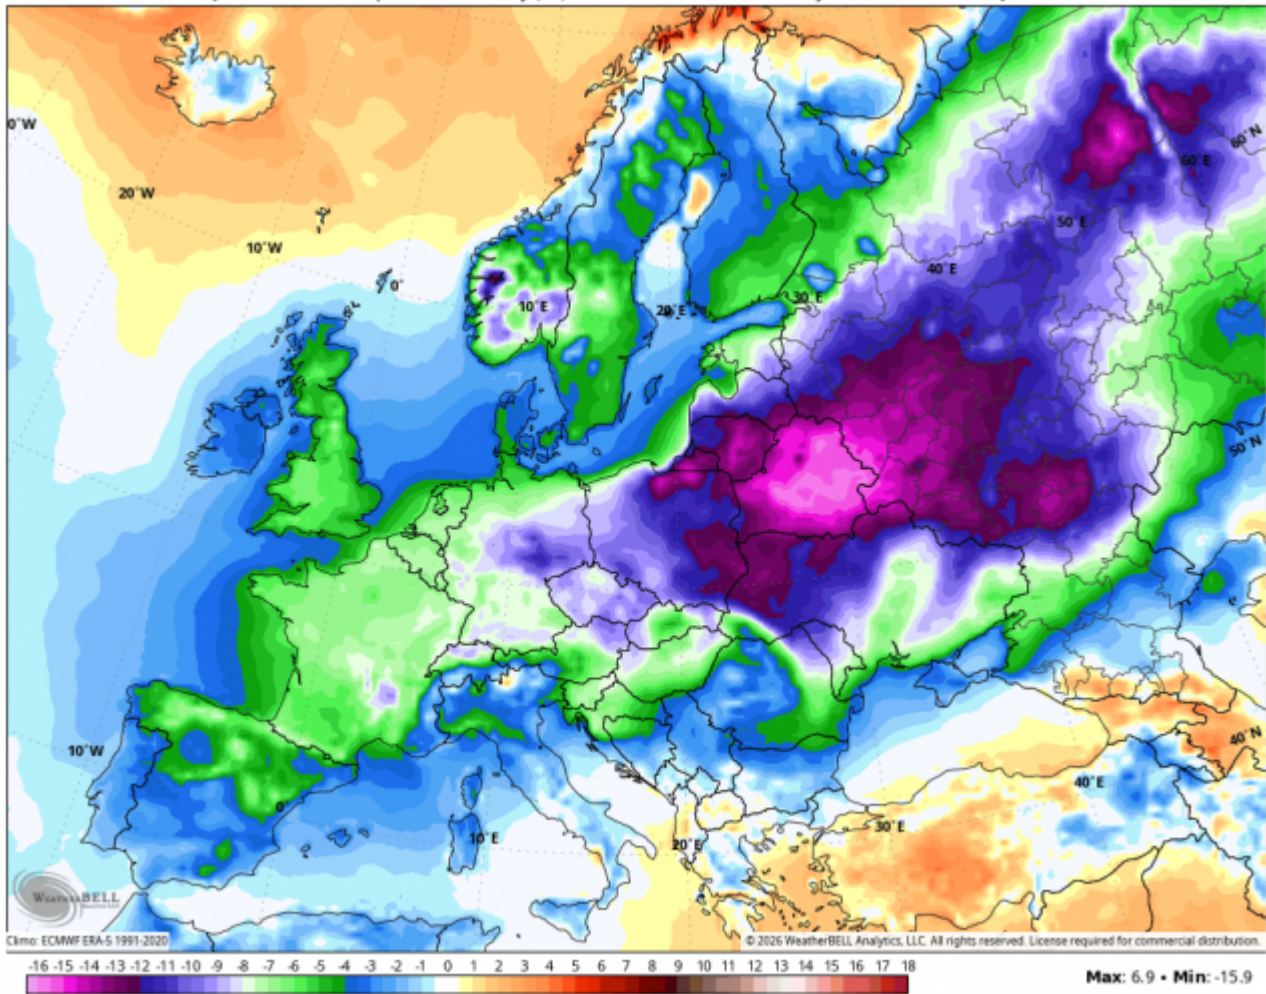 0°W
20°W
10°W
0°
10°E
20°E
30°E
40°E
50°E
60°E
60°N
50°N
10°W
0°
10°E
20°E
30°E
40°E
40°N
WEATHERBELL
Climo: ECMWF ERA-5 1991-2020
© 2026 WeatherBELL Analytics, LLC. All rights reserved. License required for commercial distribution.
-16 -15 -14 -13 -12 -11 -10 -9 -8 -7 -6 -5 -4 -3 -2 -1 0 1 2 3 4 5 6 7 8 9 10 11 12 13 14 15 16 17 18
Max: 6.9 • Min: -15.9